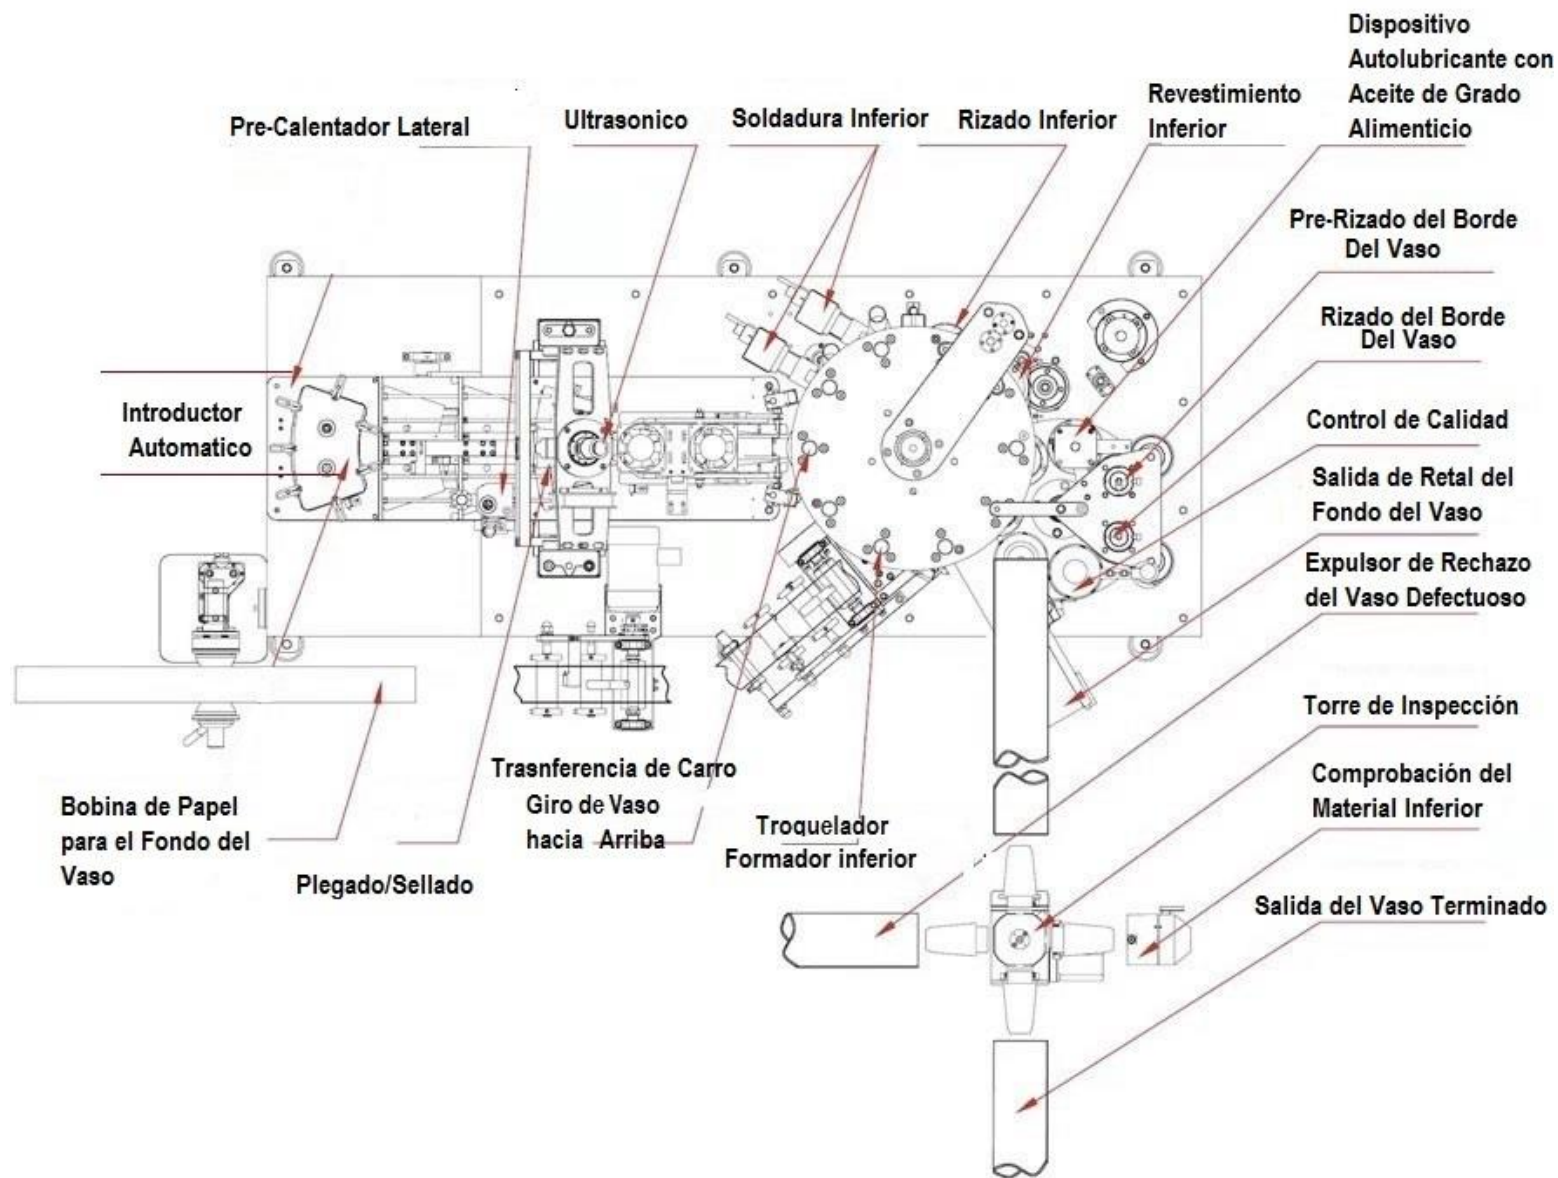 Dispositivo
Autolubricante con
Aceite de Grado
Alimenticio
Revestimiento
Inferior
Pre-Calentador Lateral
Ultrasonico
Soldadura Inferior
Rizado Inferior
Pre-Rizado del Borde
Del Vaso
Rizado del Borde
Del Vaso
Introductor
Automatico
Control de Calidad
Salida de Retal del
Fondo del Vaso
Expulsor de Rechazo
del Vaso Defectuoso
Torre de Inspección
Comprobación del
Material Inferior
Salida del Vaso Terminado
Trasnferencia de Carro
Giro de Vaso
hacia Arriba
Troquelador
Formador inferior
Bobina de Papel
para el Fondo del
Vaso
Plegado/Sellado